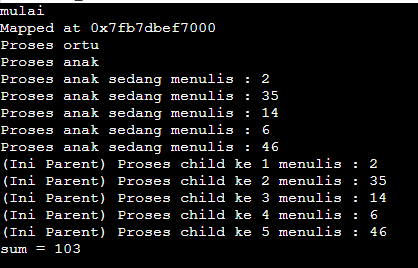 mulai
Mapped at 0x7fb7dbef7000
Proses ortu
Proses anak
Proses anak sedang menulis : 2
Proses anak sedang menulis : 35
Proses anak sedang menulis : 14
Proses anak sedang menulis : 6
Proses anak sedang menulis : 46
(Ini Parent) Proses child ke 1 menulis : 2
(Ini Parent) Proses child ke 2 menulis : 35
(Ini Parent) Proses child ke 3 menulis : 14
(Ini Parent) Proses child ke 4 menulis : 6
(Ini Parent) Proses child ke 5 menulis : 46
sum = 103